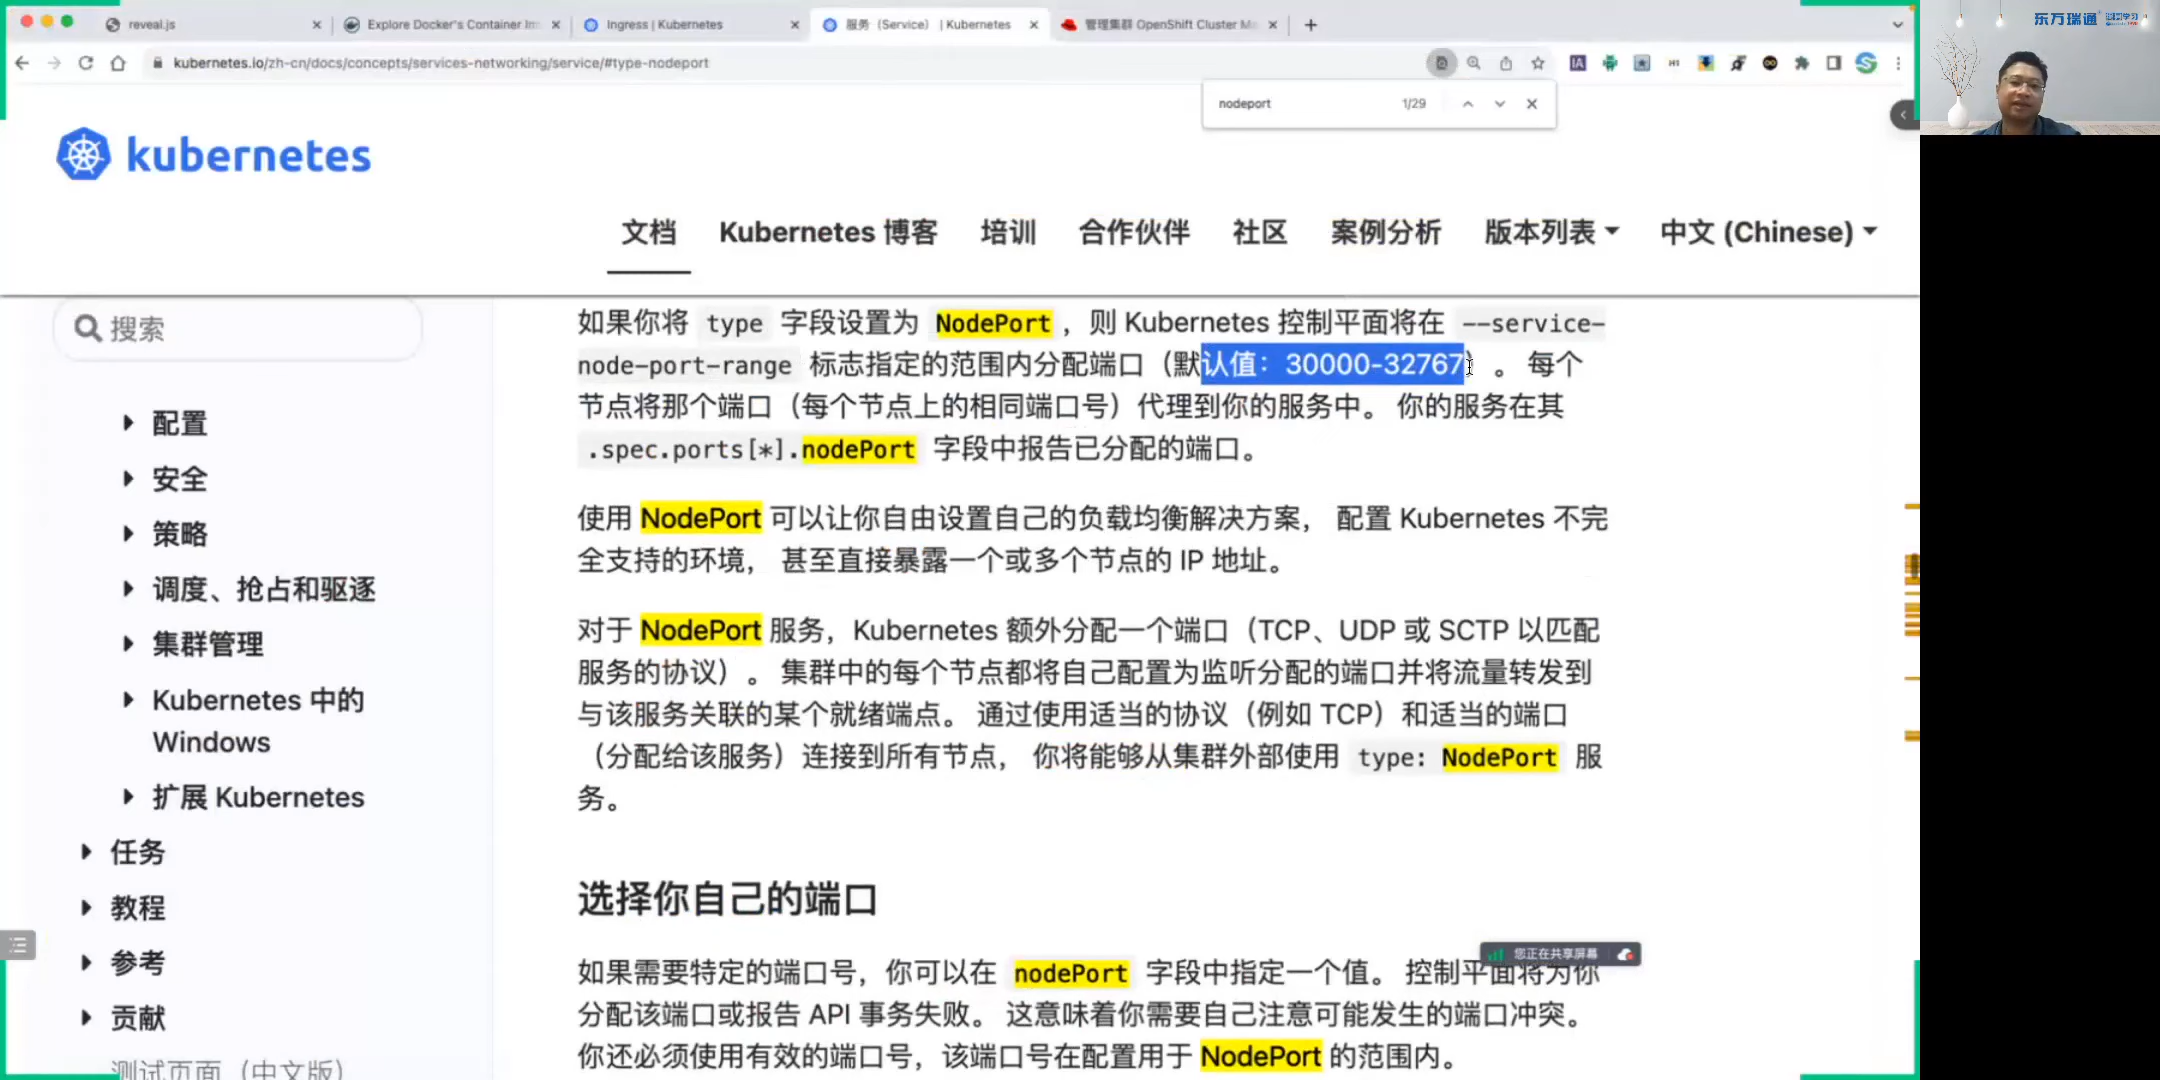 reveal.js
Explore Docker's Container Im
Ingress | Kubernetes
服务 （Service） | Kubernetes
管理集群 OpenShift Cluster Ma
kubernetes.io/zh-cn/docs/concepts/services-networking/service/#type-nodeport
nodeport
1/29
东方瑞通
kubernetes
文档
Kubernetes 博客
培训
合作伙伴
社区
案例分析
版本列表
中文 (Chinese)
搜索
配置
安全
策略
调度、抢占和驱逐
集群管理
Kubernetes 中的
Windows
扩展 Kubernetes
任务
教程
参考
贡献
测试页面（中文版）
如果你将 type 字段设置为 NodePort ，则 Kubernetes 控制平面将在 --service-
node-port-range 标志指定的范围内分配端口（默认值：30000-32767）。 每个
节点将那个端口（每个节点上的相同端口号）代理到你的服务中。 你的服务在其
.spec.ports[*].nodePort 字段中报告已分配的端口。
使用 NodePort 可以让你自由设置自己的负载均衡解决方案， 配置 Kubernetes 不完
全支持的环境， 甚至直接暴露一个或多个节点的 IP 地址。
对于 NodePort 服务，Kubernetes 额外分配一个端口（TCP、UDP 或 SCTP 以匹配
服务的协议）。 集群中的每个节点都将自己配置为监听分配的端口并将流量转发到
与该服务关联的某个就绪端点。 通过使用适当的协议（例如 TCP）和适当的端口
（分配给该服务）连接到所有节点， 你将能够从集群外部使用 type: NodePort 服
务。
选择你自己的端口
您正在共享屏幕
如果需要特定的端口号，你可以在 nodePort 字段中指定一个值。 控制平面将为你
分配该端口或报告 API 事务失败。 这意味着你需要自己注意可能发生的端口冲突。
你还必须使用有效的端口号，该端口号在配置用于 NodePort 的范围内。